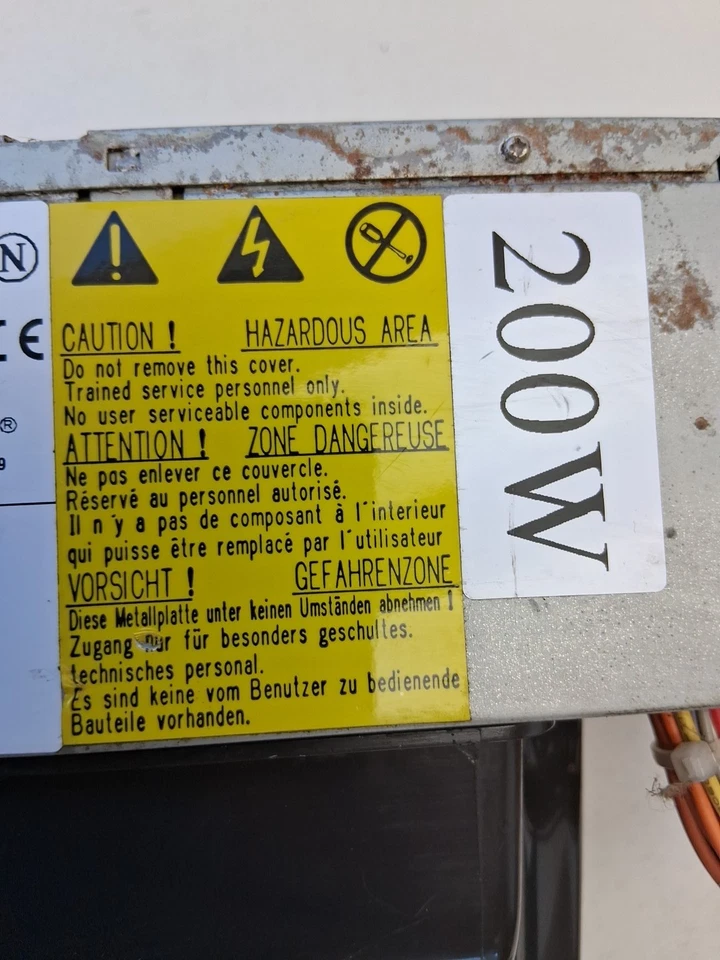 N
CE
®
9
CAUTION ! HAZARDOUS AREA
Do not remove this cover.
Trained service personnel only.
No user serviceable components inside.
ATTENTION ! ZONE DANGEREUSE
Ne pas enlever ce couvercle.
Réservé au personnel autorisé.
Il n´y a pas de composant à l´interieur
qui puisse être remplacé par l´utilisateur
VORSICHT ! GEFAHRENZONE
Diese Metallplatte unter keinen Umständen abnehmen !
Zugang nur für besonders geschultes.
technisches personal.
Es sind keine vom Benutzer zu bedienende
Bauteile vorhanden.
200W